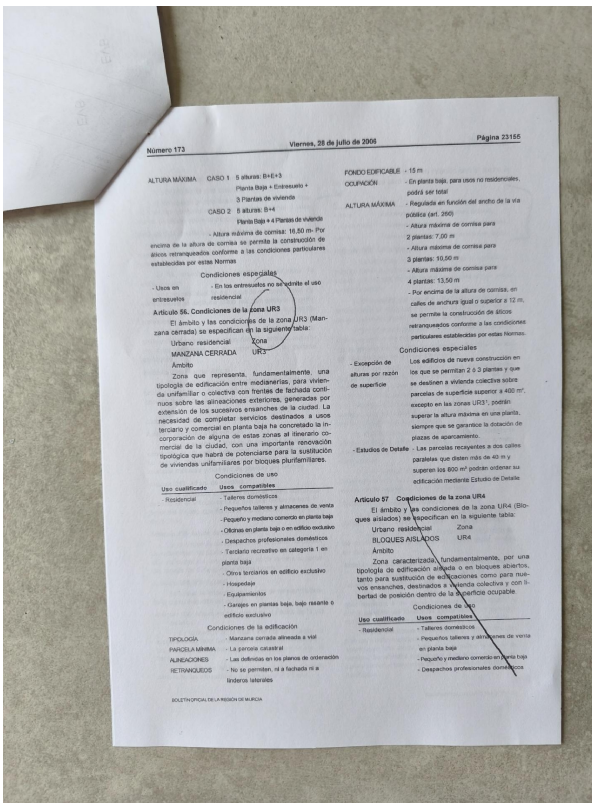 Número 173
Viernes, 28 de julio de 2006
Página 23155
ALTURA MÁXIMA CASO 1 5 alturas: B+E+3
Planta Baja + Entresuelo +
3 Plantas de vivienda
CASO 2 5 alturas: B+4
Planta Baja + 4 Plantas de vivienda
- Altura máxima de cornisa: 16,50 m- Por
encima de la altura de cornisa se permite la construcción de
áticos retranqueados conforme a las condiciones particulares
establecidas por estas Normas
Condiciones especiales
- Usos en - En los entresuelos no se admite el uso
entresuelos residencial
Artículo 56. Condiciones de la zona UR3
El ámbito y las condiciones de la zona UR3 (Man-
zana cerrada) se especifican en la siguiente tabla:
Urbano residencial Zona
MANZANA CERRADA UR3
Ámbito
Zona que representa, fundamentalmente, una
tipología de edificación entre medianerías, para vivien-
da unifamiliar o colectiva con frentes de fachada conti-
nuos sobre las alineaciones exteriores, generadas por
extensión de los sucesivos ensanches de la ciudad. La
necesidad de completar servicios destinados a usos
terciario y comercial en planta baja ha concretado la in-
corporación de alguna de estas zonas al itinerario co-
mercial de la ciudad, con una importante renovación
tipológica que habrá de potenciarse para la sustitución
de viviendas unifamiliares por bloques plurifamiliares.
Condiciones de uso
Uso cualificado Usos compatibles
- Residencial - Talleres domésticos
- Pequeños talleres y almacenes de venta
- Pequeño y mediano comercio en planta baja
- Oficinas en planta baja o en edificio exclusivo
- Despachos profesionales domésticos
- Terciario recreativo en categoría 1 en
planta baja
- Otros terciarios en edificio exclusivo
- Hospedaje
- Equipamientos
- Garajes en plantas baja, bajo rasante o
edificio exclusivo
Condiciones de la edificación
TIPOLOGÍA - Manzana cerrada alineada a vial
PARCELA MÍNIMA - La parcela catastral
ALINEACIONES - Las definidas en los planos de ordenación
RETRANQUEOS - No se permiten, ni a fachada ni a
linderos laterales
FONDO EDIFICABLE - 15 m
OCUPACIÓN - En planta baja, para usos no residenciales,
podrá ser total
ALTURA MÁXIMA - Regulada en función del ancho de la vía
pública (art. 260)
- Altura máxima de cornisa para
2 plantas: 7,00 m
- Altura máxima de cornisa para
3 plantas: 10,00 m
- Altura máxima de cornisa para
4 plantas: 13,50 m
- Por encima de la altura de cornisa, en
calles de anchura igual o superior a 12 m,
se permite la construcción de áticos
retranqueados conforme a las condiciones
particulares establecidas por estas Normas.
Condiciones especiales
- Excepción de Los edificios de nueva construcción en
alturas por razón los que se permitan 2 ó 3 plantas y que
de superficie se destinen a vivienda colectiva sobre
parcelas de superficie superior a 400 m²,
excepto en las zonas UR3¹, podrán
superar la altura máxima en una planta,
siempre que se garantice la dotación de
plazas de aparcamiento.
- Estudios de Detalle - Las parcelas recayentes a dos calles
paralelas que disten más de 40 m y
superen los 800 m² podrán ordenar su
edificación mediante Estudio de Detalle.
Artículo 57 Condiciones de la zona UR4
El ámbito y las condiciones de la zona UR4 (Blo-
ques aislados) se especifican en la siguiente tabla:
Urbano residencial Zona
BLOQUES AISLADOS UR4
Ámbito
Zona caracterizada, fundamentalmente, por una
tipología de edificación aislada o en bloques abiertos,
tanto para sustitución de edificaciones como para nue-
vos ensanches, destinados a vivienda colectiva y con li-
bertad de posición dentro de la superficie ocupable.
Condiciones de uso
Uso cualificado Usos compatibles
- Residencial - Talleres domésticos
- Pequeños talleres y almacenes de venta
en planta baja
- Pequeño y mediano comercio en planta baja
- Despachos profesionales domésticos
BOLETÍN OFICIAL DE LA REGIÓN DE MURCIA